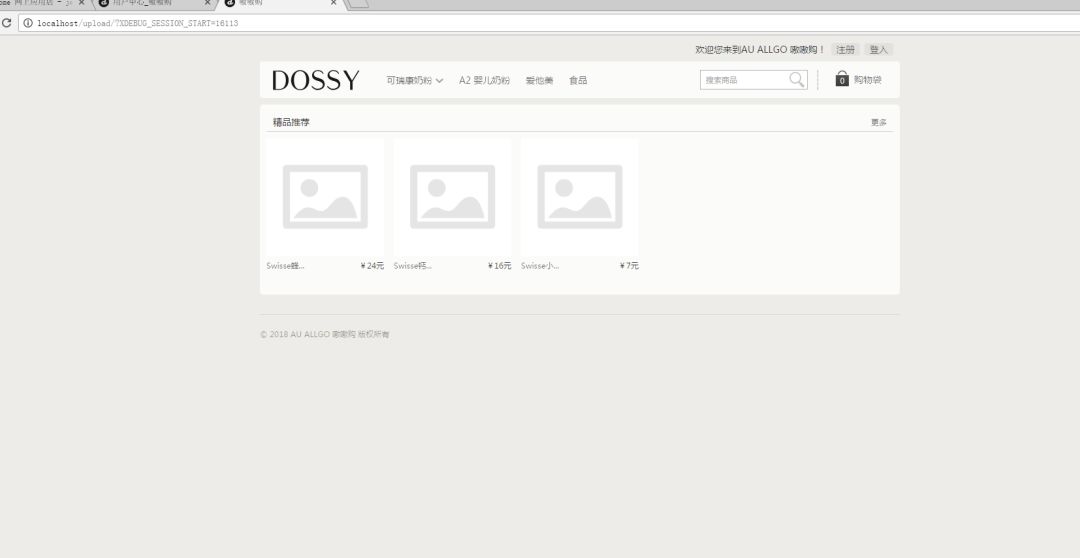 ome 网上应用店 - 
用户中心_嗷嗷购
嗷嗷购
localhost/upload/?XDEBUG_SESSION_START=16113
欢迎您来到AU ALLGO 嗷嗷购！ 注册 登入
DOSSY 可瑞康奶粉 A2 婴儿奶粉 爱他美 食品 搜索商品 0 购物袋
精品推荐 更多
Swisse蜂... ¥ 24元 Swisse钙... ¥ 16元 Swisse小... ¥ 7元
© 2018 AU ALLGO 嗷嗷购 版权所有